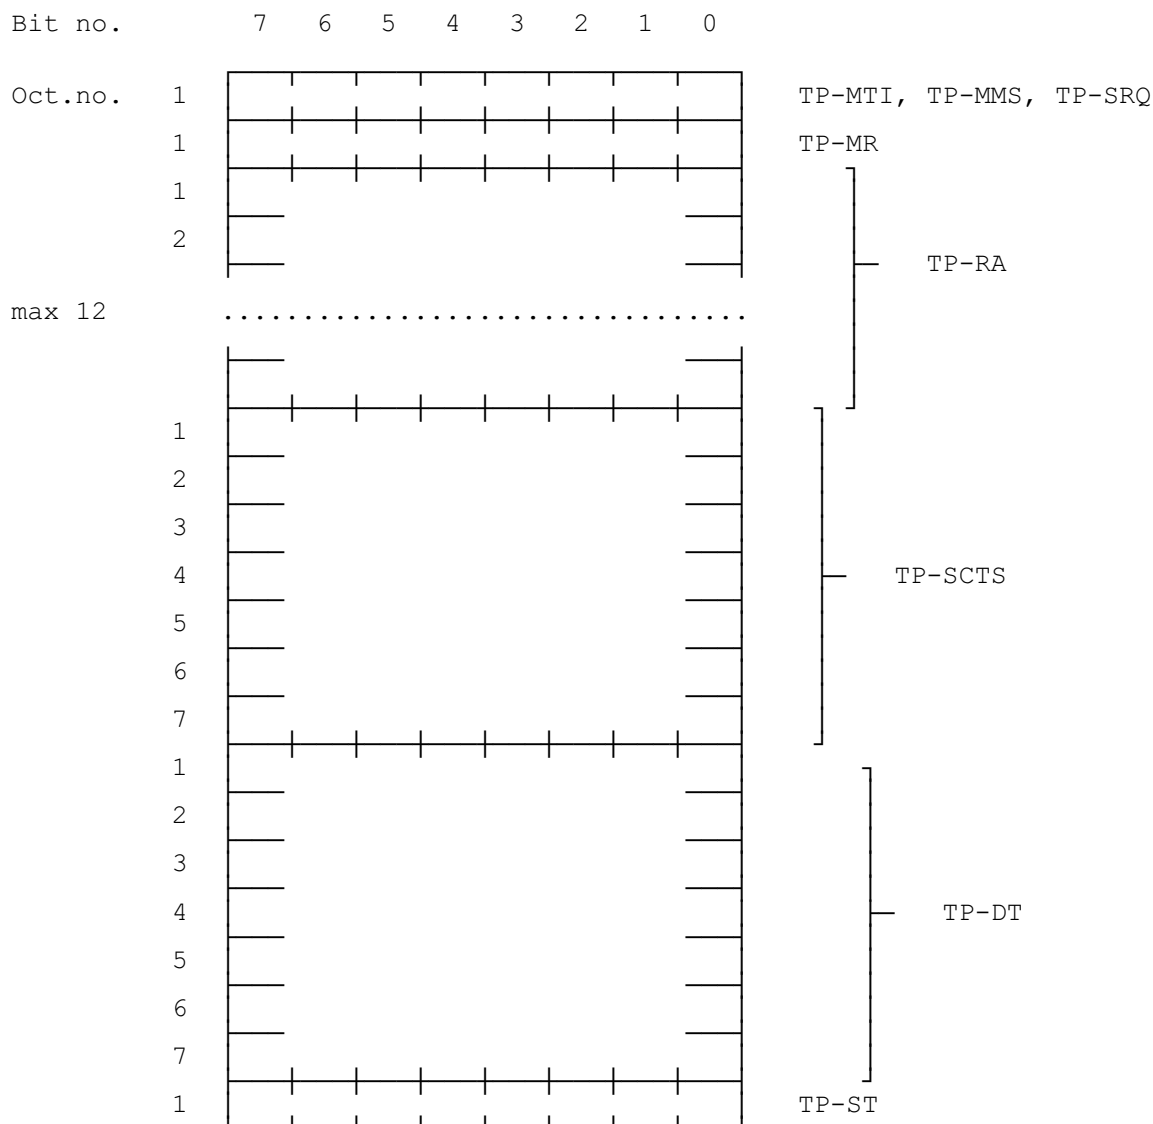 Bit no. 7 6 5 4 3 2 1 0
Oct.no. 1 TP-MTI, TP-MMS, TP-SRQ
1 TP-MR
1
2
TP-RA
max 12 . . . . . . . . . . . . . . . . . . . . . . . . . . . . . . . . .
1
2
3
4 TP-SCTS
5
6
7
1
2
3
4 TP-DT
5
6
7
1 TP-ST